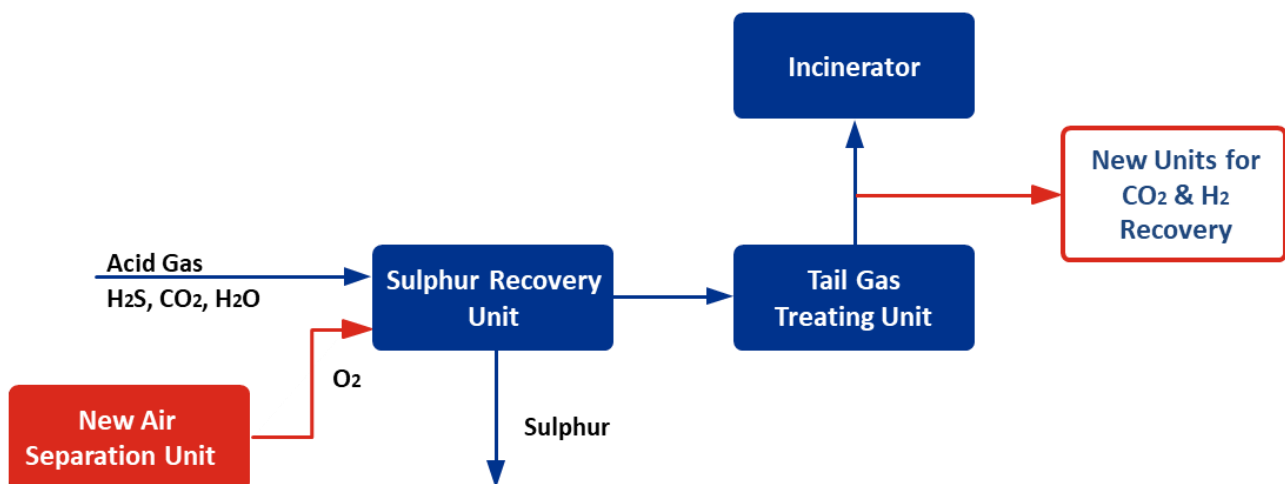 Incinerator
New Units for
CO₂ & H₂
Recovery
Acid Gas
H₂S, CO₂, H₂O
Sulphur Recovery
Unit
Tail Gas
Treating Unit
O₂
New Air
Separation Unit
Sulphur